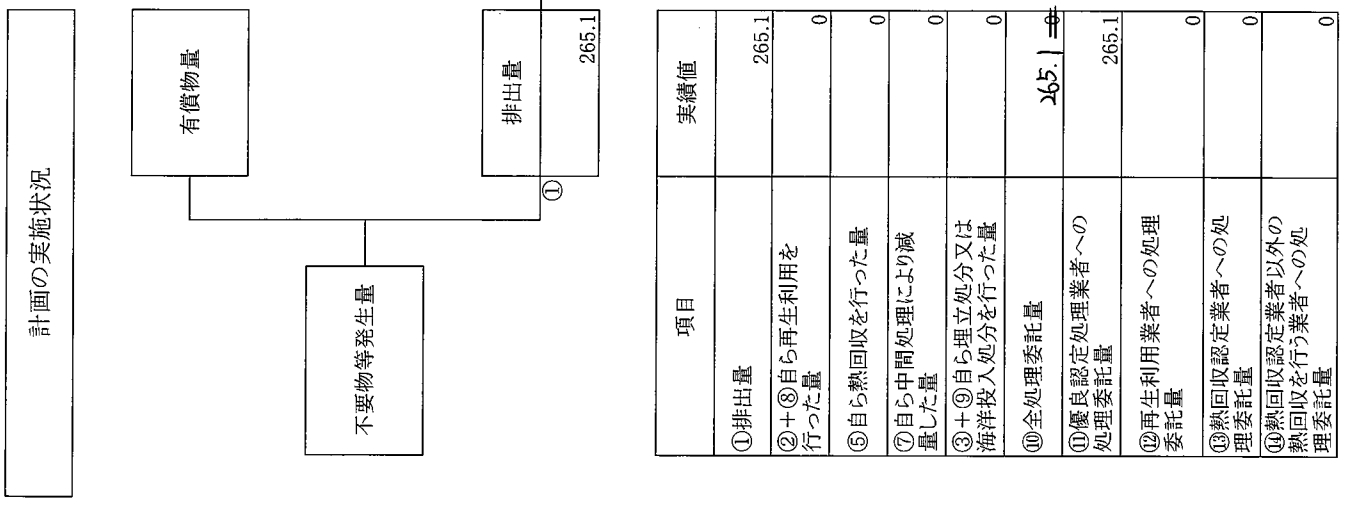 計画の実施状況
有償物量
不要物等発生量
排出量
①
265.1
項目 実績値
①排出量 265.1
②+⑧自ら再生利用を
行った量 0
⑤自ら熱回収を行った量 0
⑦自ら中間処理により減
量した量 0
③+⑨自ら埋立処分又は
海洋投入処分を行った量 0
⑩全処理委託量 265.1 0
⑪優良認定処理業者への
処理委託量 265.1
⑫再生利用業者への処理
委託量 0
⑬熱回収認定業者への処
理委託量 0
⑭熱回収認定業者以外の
熱回収を行う業者への処
理委託量 0